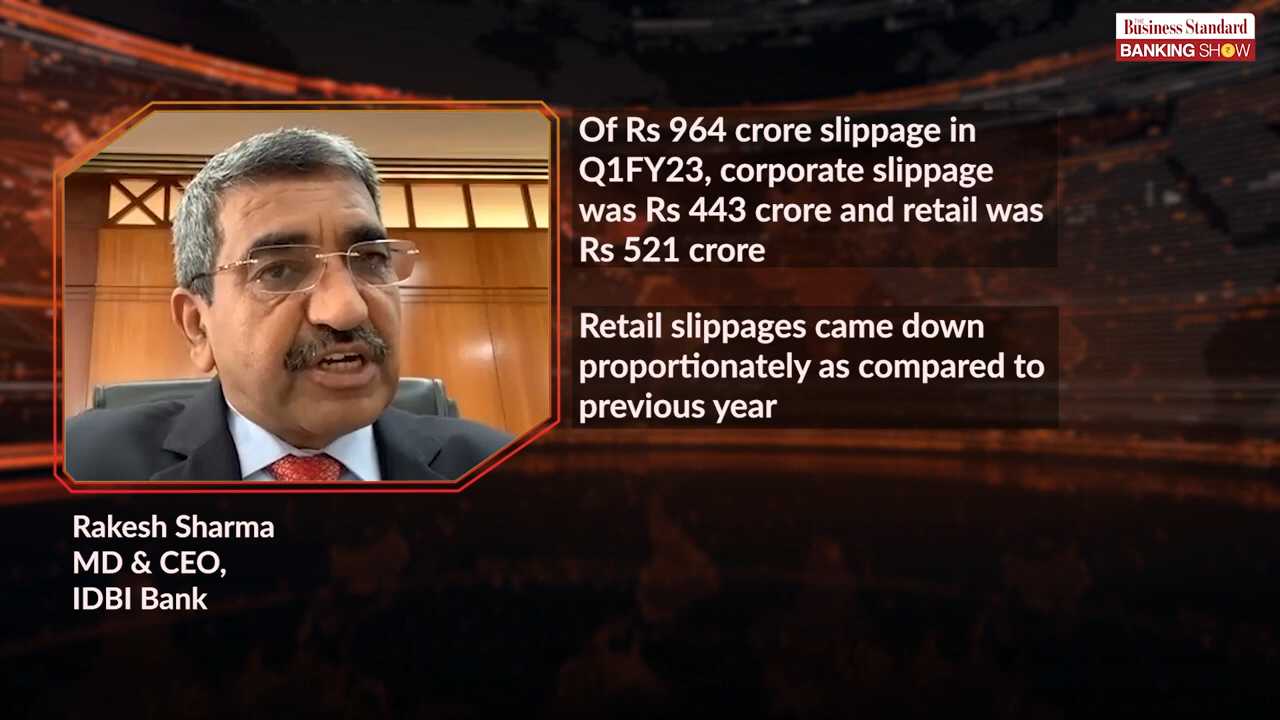 THE
Business Standard
BANKING SHOW
Of Rs 964 crore slippage in
Q1FY23, corporate slippage
was Rs 443 crore and retail was
Rs 521 crore
Retail slippages came down
proportionately as compared to
previous year
Rakesh Sharma
MD & CEO,
IDBI Bank